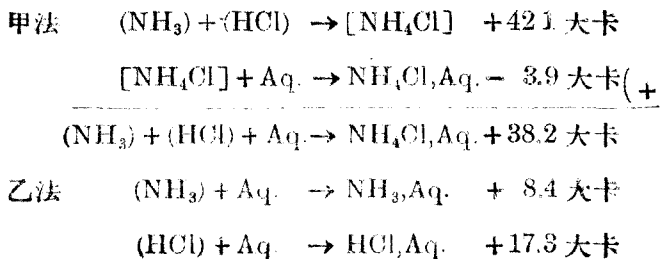 甲法 (NH₃)+(HCl) →[NH₄Cl] +42.1 大卡
[NH₄Cl]+Aq. → NH₄Cl,Aq.− 3.9 大卡(+
(NH₃)+(HCl)+Aq.→ NH₄Cl,Aq.+38.2 大卡
乙法 (NH₃)+Aq. → NH₃,Aq. + 8.4 大卡
(HCl)+Aq. → HCl,Aq. +17.3 大卡